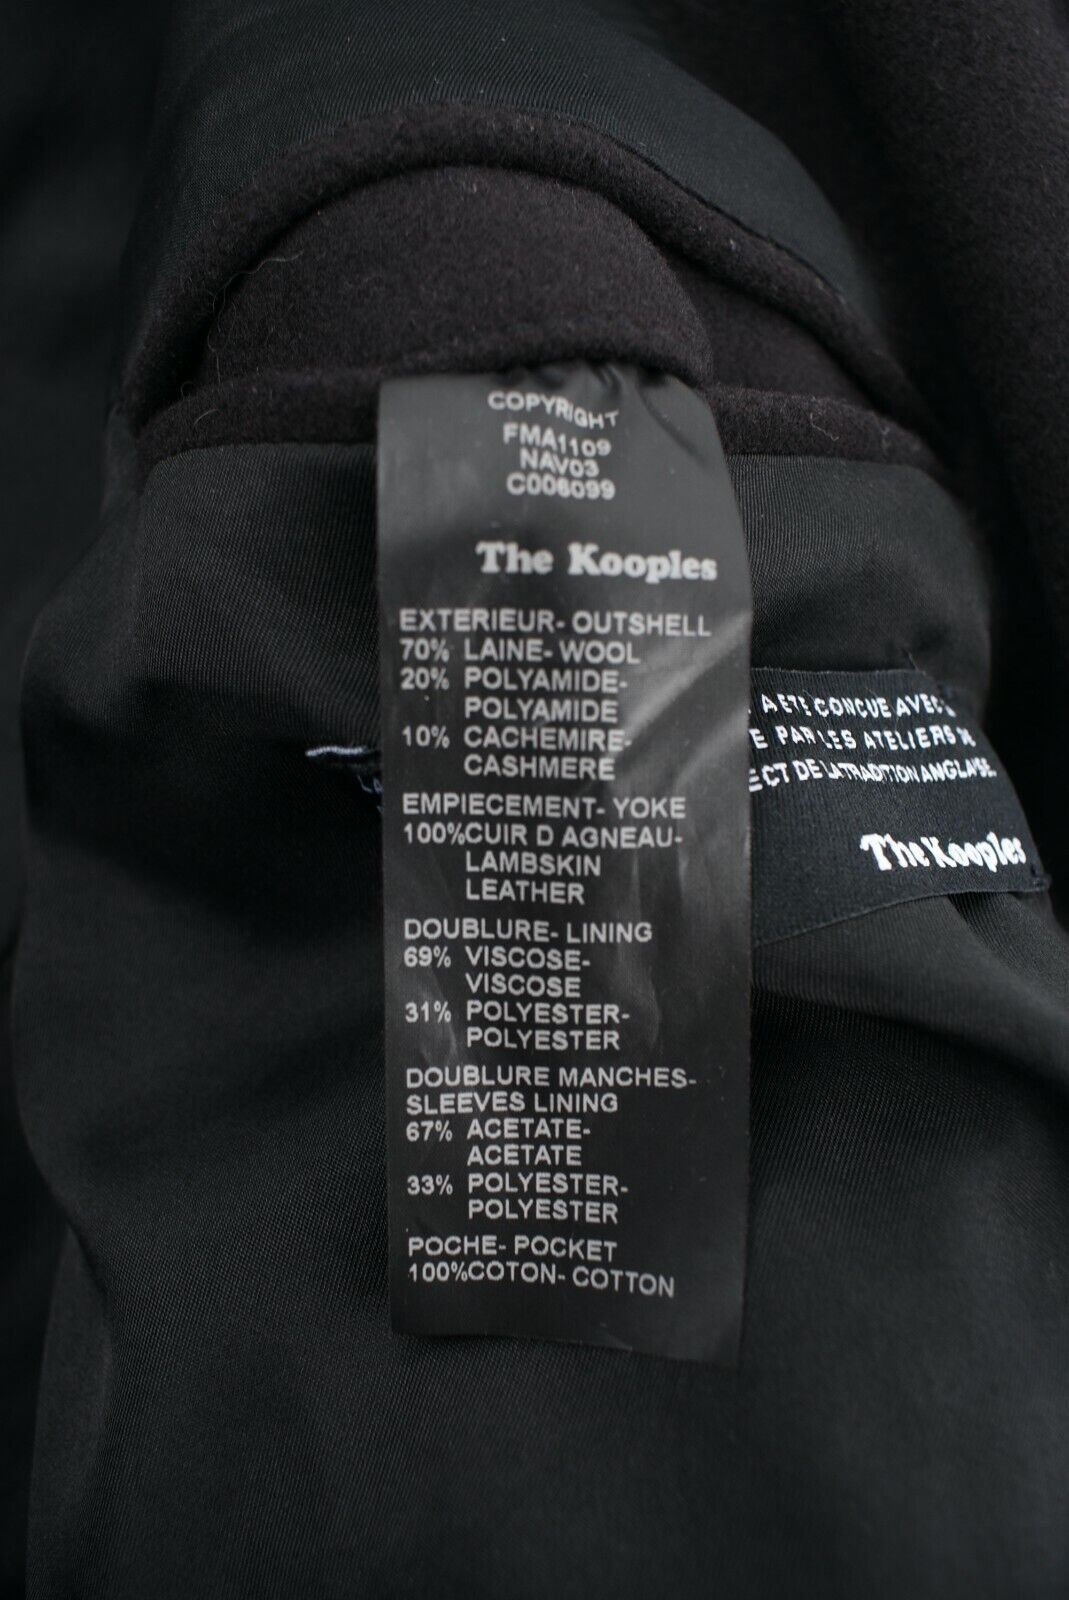 COPYRIGHT
FMA1109
NAV03
C006099
The Kooples
EXTERIEUR- OUTSHELL
70% LAINE- WOOL
20% POLYAMIDE-
POLYAMIDE
10% CACHEMIRE-
CASHMERE
EMPIECEMENT- YOKE
100%CUIR D AGNEAU-
LAMBSKIN
LEATHER
DOUBLURE- LINING
69% VISCOSE-
VISCOSE
31% POLYESTER-
POLYESTER
DOUBLURE MANCHES-
SLEEVES LINING
67% ACETATE-
ACETATE
33% POLYESTER-
POLYESTER
POCHE- POCKET
100%COTON- COTTON
A ETE CONCUE AVEC
PAR LES ATELIERS DE
DE LA TRADITION ANGLAISE.
The Kooples